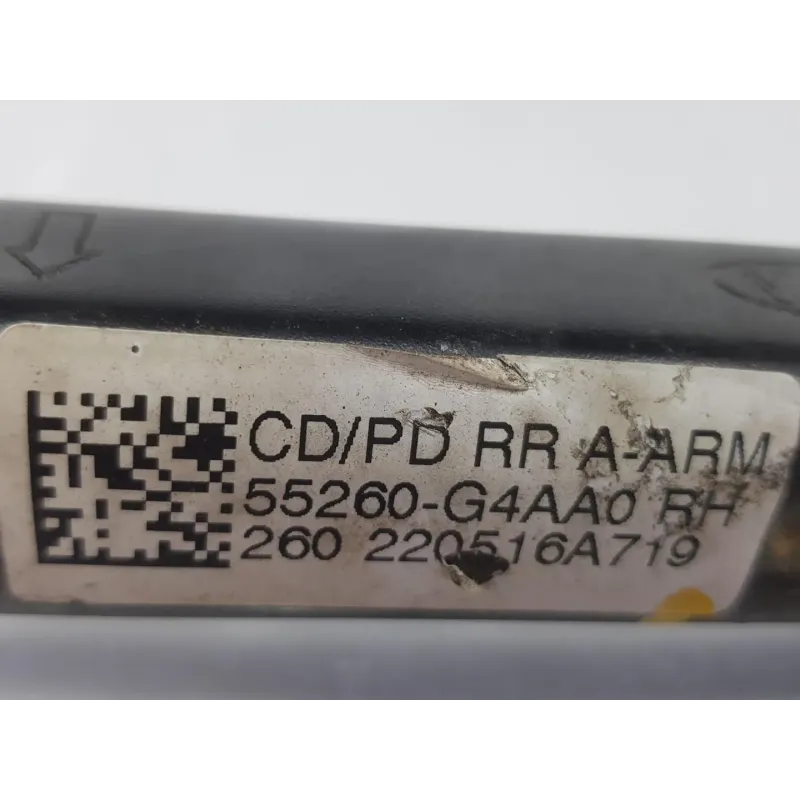 CD/PD RR A-ARM
55260-G4AA0 RH
260 220516A719